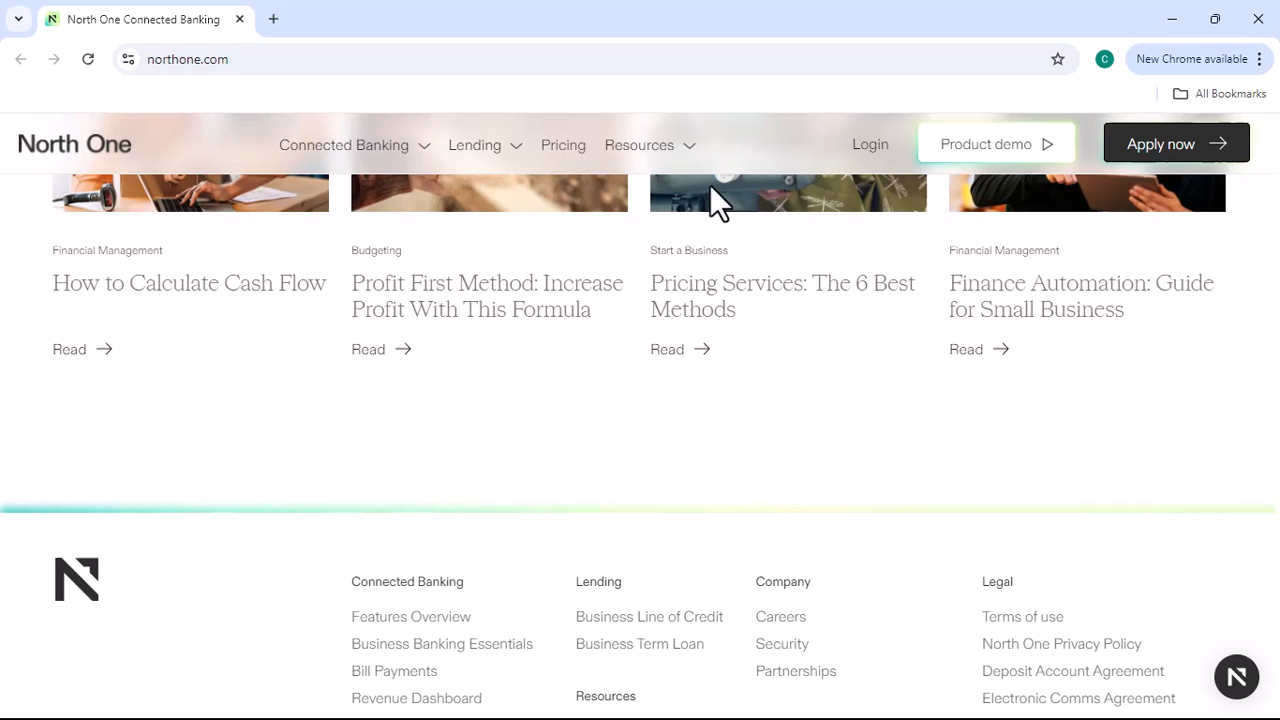 North One Connected Banking
northone.com
New Chrome available
All Bookmarks
North One
Connected Banking
Lending
Pricing
Resources
Login
Product demo
Apply now
Financial Management
How to Calculate Cash Flow
Read
Budgeting
Profit First Method: Increase
Profit With This Formula
Read
Start a Business
Pricing Services: The 6 Best
Methods
Read
Financial Management
Finance Automation: Guide
for Small Business
Read
Connected Banking
Features Overview
Business Banking Essentials
Bill Payments
Revenue Dashboard
Lending
Business Line of Credit
Business Term Loan
Resources
Company
Careers
Security
Partnerships
Legal
Terms of use
North One Privacy Policy
Deposit Account Agreement
Electronic Comms Agreement